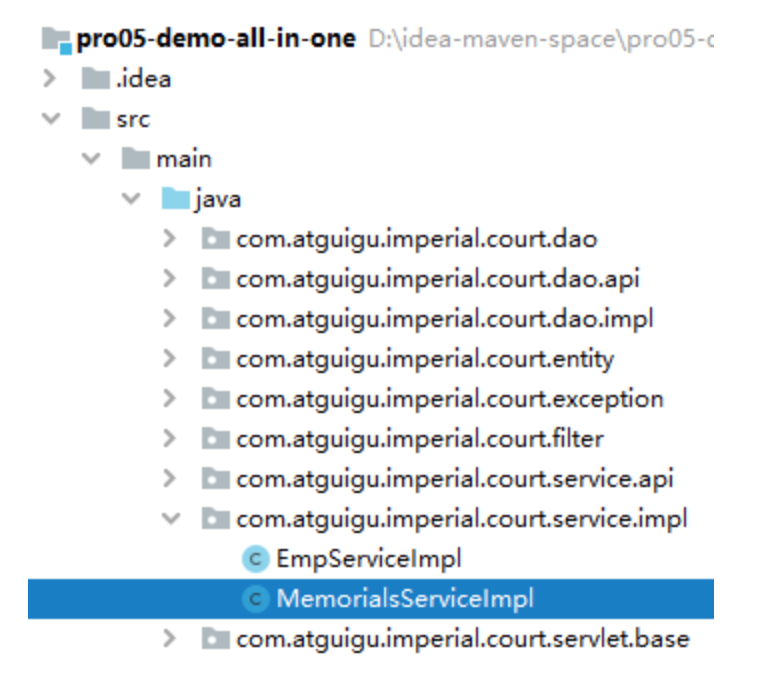 pro05-demo-all-in-one D:\idea-maven-space\pro05-
.idea
src
main
java
com.atguigu.imperial.court.dao
com.atguigu.imperial.court.dao.api
com.atguigu.imperial.court.dao.impl
com.atguigu.imperial.court.entity
com.atguigu.imperial.court.exception
com.atguigu.imperial.court.filter
com.atguigu.imperial.court.service.api
com.atguigu.imperial.court.service.impl
C EmpServiceImpl
C MemorialsServiceImpl
com.atguigu.imperial.court.servlet.base